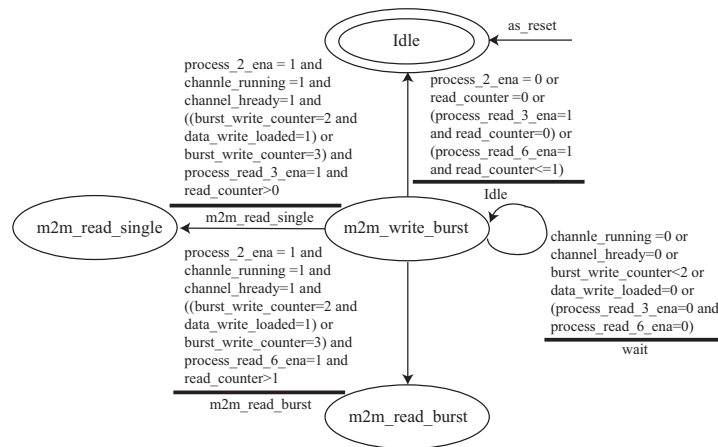 as_reset
Idle
process_2_ena = 1 and
channle_running =1 and
channel_hready=1 and
((burst_write_counter=2 and
data_write_loaded=1) or
burst_write_counter=3) and
process_read_3_ena=1 and
read_counter>0
process_2_ena = 0 or
read_counter =0 or
(process_read_3_ena=1
and read_counter=0) or
(process_read_6_ena=1
and read_counter<=1)
Idle
m2m_read_single
m2m_read_single
m2m_write_burst
channle_running =0 or
channel_hready=0 or
burst_write_counter<2 or
data_write_loaded=0 or
(process_read_3_ena=0 and
process_read_6_ena=0)
wait
process_2_ena = 1 and
channle_running =1 and
channel_hready=1 and
((burst_write_counter=2 and
data_write_loaded=1) or
burst_write_counter=3) and
process_read_6_ena=1 and
read_counter>1
m2m_read_burst
m2m_read_burst